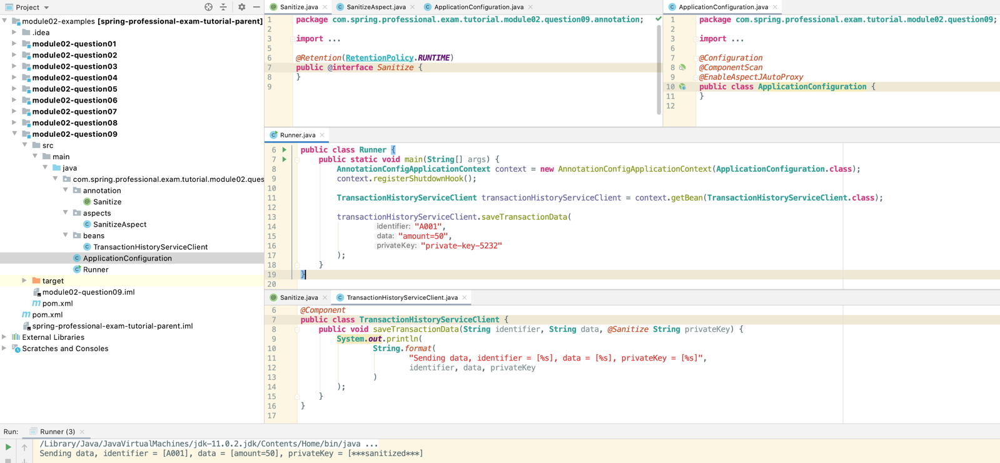 Project
module02-examples [spring-professional-exam-tutorial-parent]
.idea
module02-question01
module02-question02
module02-question03
module02-question04
module02-question05
module02-question06
module02-question07
module02-question08
module02-question09
src
main
java
com.spring.professional.exam.tutorial.module02.ques
annotation
Sanitize
aspects
SanitizeAspect
beans
TransactionHistoryServiceClient
ApplicationConfiguration
Runner
target
module02-question09.iml
pom.xml
pom.xml
spring-professional-exam-tutorial-parent.iml
External Libraries
Scratches and Consoles
Sanitize.java SanitizeAspect.java ApplicationConfiguration.java
1 package com.spring.professional.exam.tutorial.module02.question09.annotation;
2
3 import ...
5
6 @Retention(RetentionPolicy.RUNTIME)
7 public @interface Sanitize {
8 }
9
ApplicationConfiguration.java
1 package com.spring.professional.exam.tutorial.module02.question09;
2
3 import ...
6
7 @Configuration
8 @ComponentScan
9 @EnableAspectJAutoProxy
10 public class ApplicationConfiguration {
11 }
12
Runner.java
6 public class Runner {
7 public static void main(String[] args) {
8 AnnotationConfigApplicationContext context = new AnnotationConfigApplicationContext(ApplicationConfiguration.class);
9 context.registerShutdownHook();
10
11 TransactionHistoryServiceClient transactionHistoryServiceClient = context.getBean(TransactionHistoryServiceClient.class);
12
13 transactionHistoryServiceClient.saveTransactionData(
14 identifier: "A001",
15 data: "amount=50",
16 privateKey: "private-key-5232"
17 );
18 }
19 }
20
Sanitize.java TransactionHistoryServiceClient.java
6 @Component
7 public class TransactionHistoryServiceClient {
8 public void saveTransactionData(String identifier, String data, @Sanitize String privateKey) {
9 System.out.println(
10 String.format(
11 "Sending data, identifier = [%s], data = [%s], privateKey = [%s]",
12 identifier, data, privateKey
13 )
14 );
15 }
16 }
17
Run: Runner (3)
/Library/Java/JavaVirtualMachines/jdk-11.0.2.jdk/Contents/Home/bin/java ...
Sending data, identifier = [A001], data = [amount=50], privateKey = [***sanitized***]